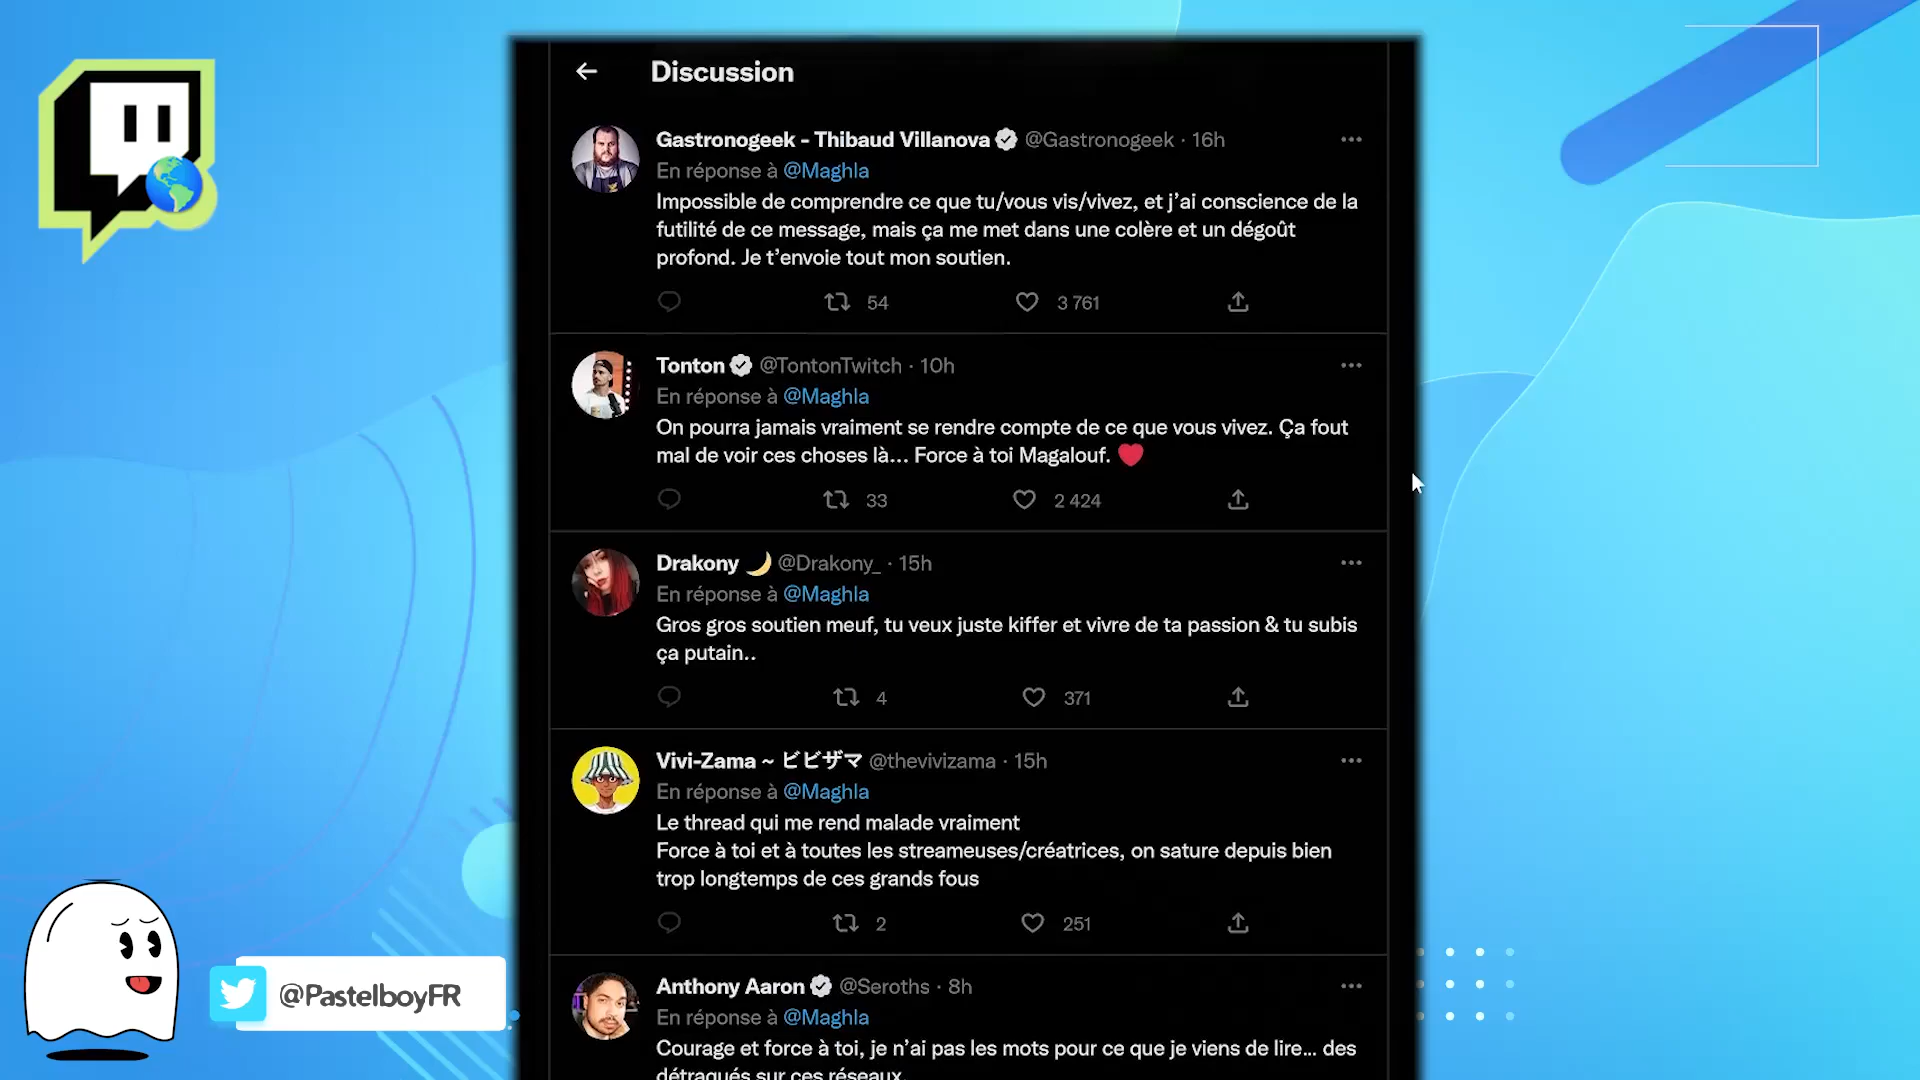 Discussion
Gastronogeek - Thibaud Villanova @Gastronogeek · 16h
En réponse à @Maghla
Impossible de comprendre ce que tu/vous vis/vivez, et j’ai conscience de la
futilité de ce message, mais ça me met dans une colère et un dégoût
profond. Je t’envoie tout mon soutien.
54 3 761
Tonton @TontonTwitch · 10h
En réponse à @Maghla
On pourra jamais vraiment se rendre compte de ce que vous vivez. Ça fout
mal de voir ces choses là... Force à toi Magalouf. ❤️
33 2 424
Drakony 🌙 @Drakony_ · 15h
En réponse à @Maghla
Gros gros soutien meuf, tu veux juste kiffer et vivre de ta passion & tu subis
ça putain..
4 371
Vivi-Zama ~ ビビザマ @thevivizama · 15h
En réponse à @Maghla
Le thread qui me rend malade vraiment
Force à toi et à toutes les streameuses/créatrices, on sature depuis bien
trop longtemps de ces grands fous
2 251
Anthony Aaron @Seroths · 8h
En réponse à @Maghla
Courage et force à toi, je n’ai pas les mots pour ce que je viens de lire... des
détraqués sur ces réseaux.
@PastelboyFR